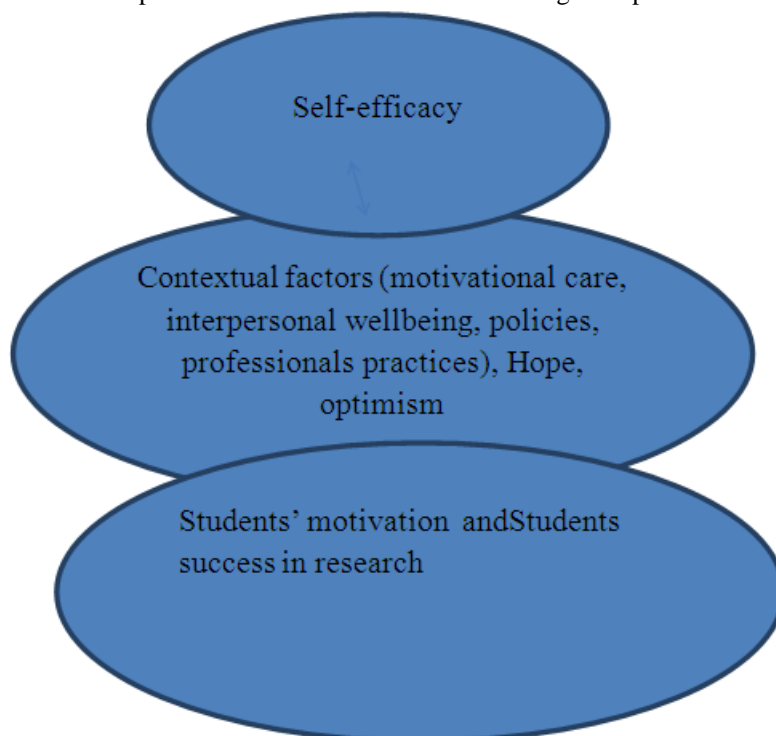 Self-efficacy
Contextual factors (motivational care,
interpersonal wellbeing, policies,
professionals practices), Hope,
optimism
Students’ motivation andStudents
success in research